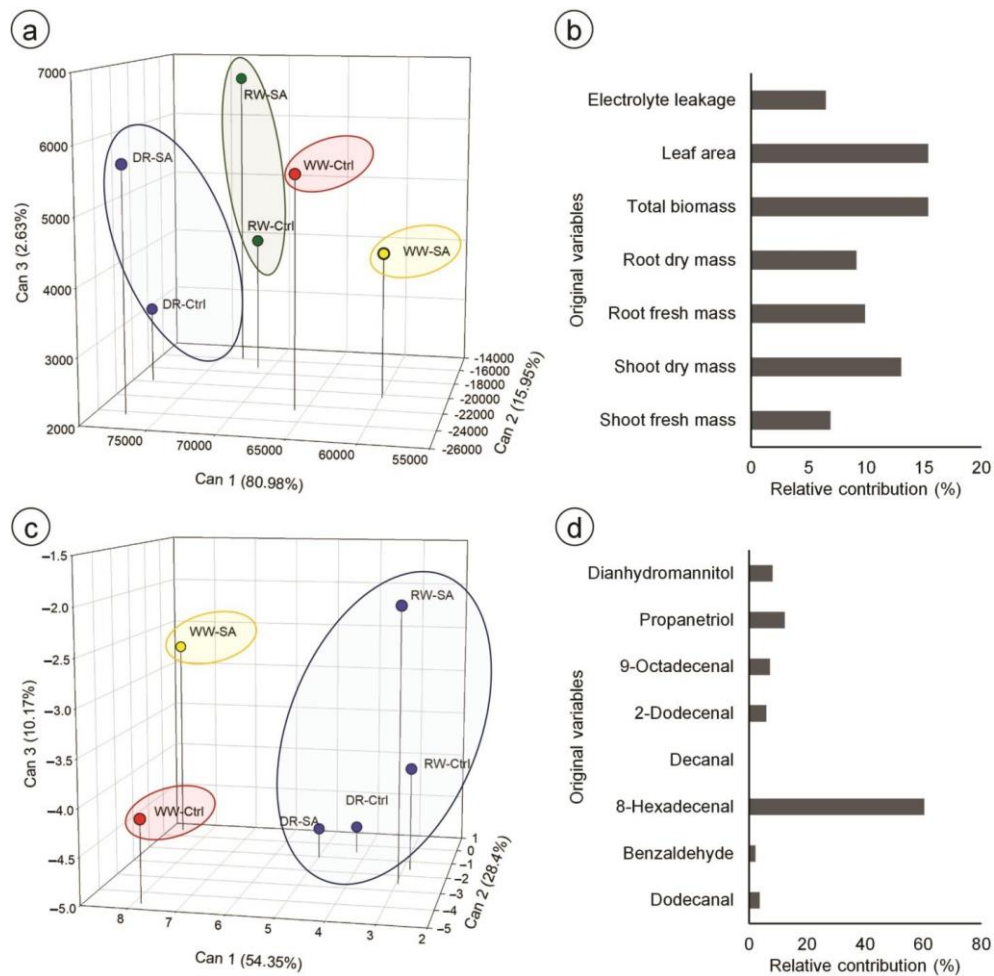 a
7000
6000
5000
4000
3000
2000
Can 3 (2.63%)
RW-SA
DR-SA
WW-Ctrl
RW-Ctrl
WW-SA
DR-Ctrl
-14000
-16000
-18000
-20000
-22000
-24000
-26000
Can 2 (15.95%)
75000
70000
65000
60000
55000
Can 1 (80.98%)
b
Original variables
Electrolyte leakage
Leaf area
Total biomass
Root dry mass
Root fresh mass
Shoot dry mass
Shoot fresh mass
0 5 10 15 20
Relative contribution (%)
c
–1.5
–2.0
–2.5
–3.0
–3.5
–4.0
–4.5
–5.0
Can 3 (10.17%)
RW-SA
WW-SA
RW-Ctrl
DR-Ctrl
WW-Ctrl
DR-SA
1
0
–1
–2
–3
–4
–5
Can 2 (28.4%)
8
7
6
5
4
3
2
Can 1 (54.35%)
d
Original variables
Dianhydromannitol
Propanetriol
9-Octadecenal
2-Dodecenal
Decanal
8-Hexadecenal
Benzaldehyde
Dodecanal
0 20 40 60 80
Relative contribution (%)